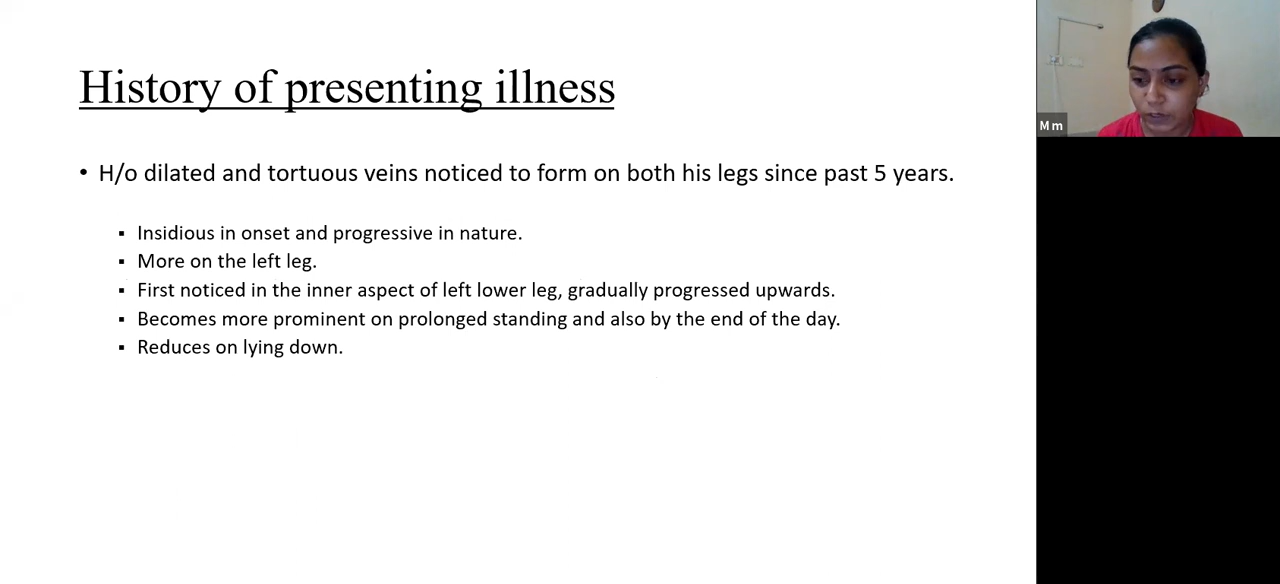 History of presenting illness
• H/o dilated and tortuous veins noticed to form on both his legs since past 5 years.
▪ Insidious in onset and progressive in nature.
▪ More on the left leg.
▪ First noticed in the inner aspect of left lower leg, gradually progressed upwards.
▪ Becomes more prominent on prolonged standing and also by the end of the day.
▪ Reduces on lying down.
M m